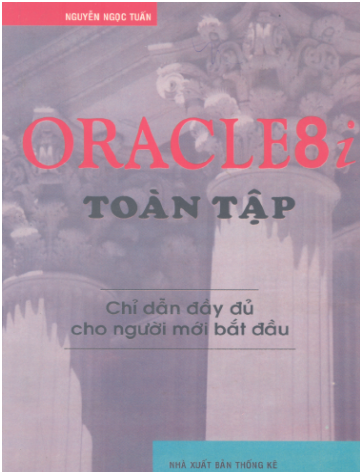 NGUYỄN NGỌC TUẤN
ORACLE8i
TOÀN TẬP
Chỉ dẫn đầy đủ
cho người mới bắt đầu
NHÀ XUẤT BẢN THỐNG KÊ